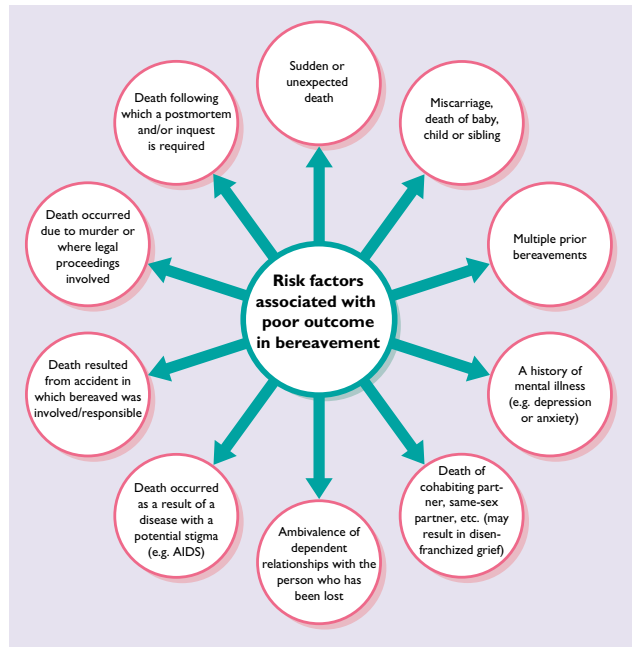 Sudden or
unexpected
death
Miscarriage,
death of baby,
child or sibling
Multiple prior
bereavements
A history of
mental illness
(e.g. depression
or anxiety)
Death of
cohabiting part-
ner, same-sex
partner, etc. (may
result in disen-
franchized grief)
Ambivalence of
dependent
relationships with the
person who has
been lost
Death occurred
as a result of a
disease with a
potential stigma
(e.g. AIDS)
Death resulted
from accident in
which bereaved was
involved/responsible
Death occurred
due to murder or
where legal
proceedings
involved
Death following
which a postmortem
and/or inquest
is required
Risk factors
associated with
poor outcome
in bereavement